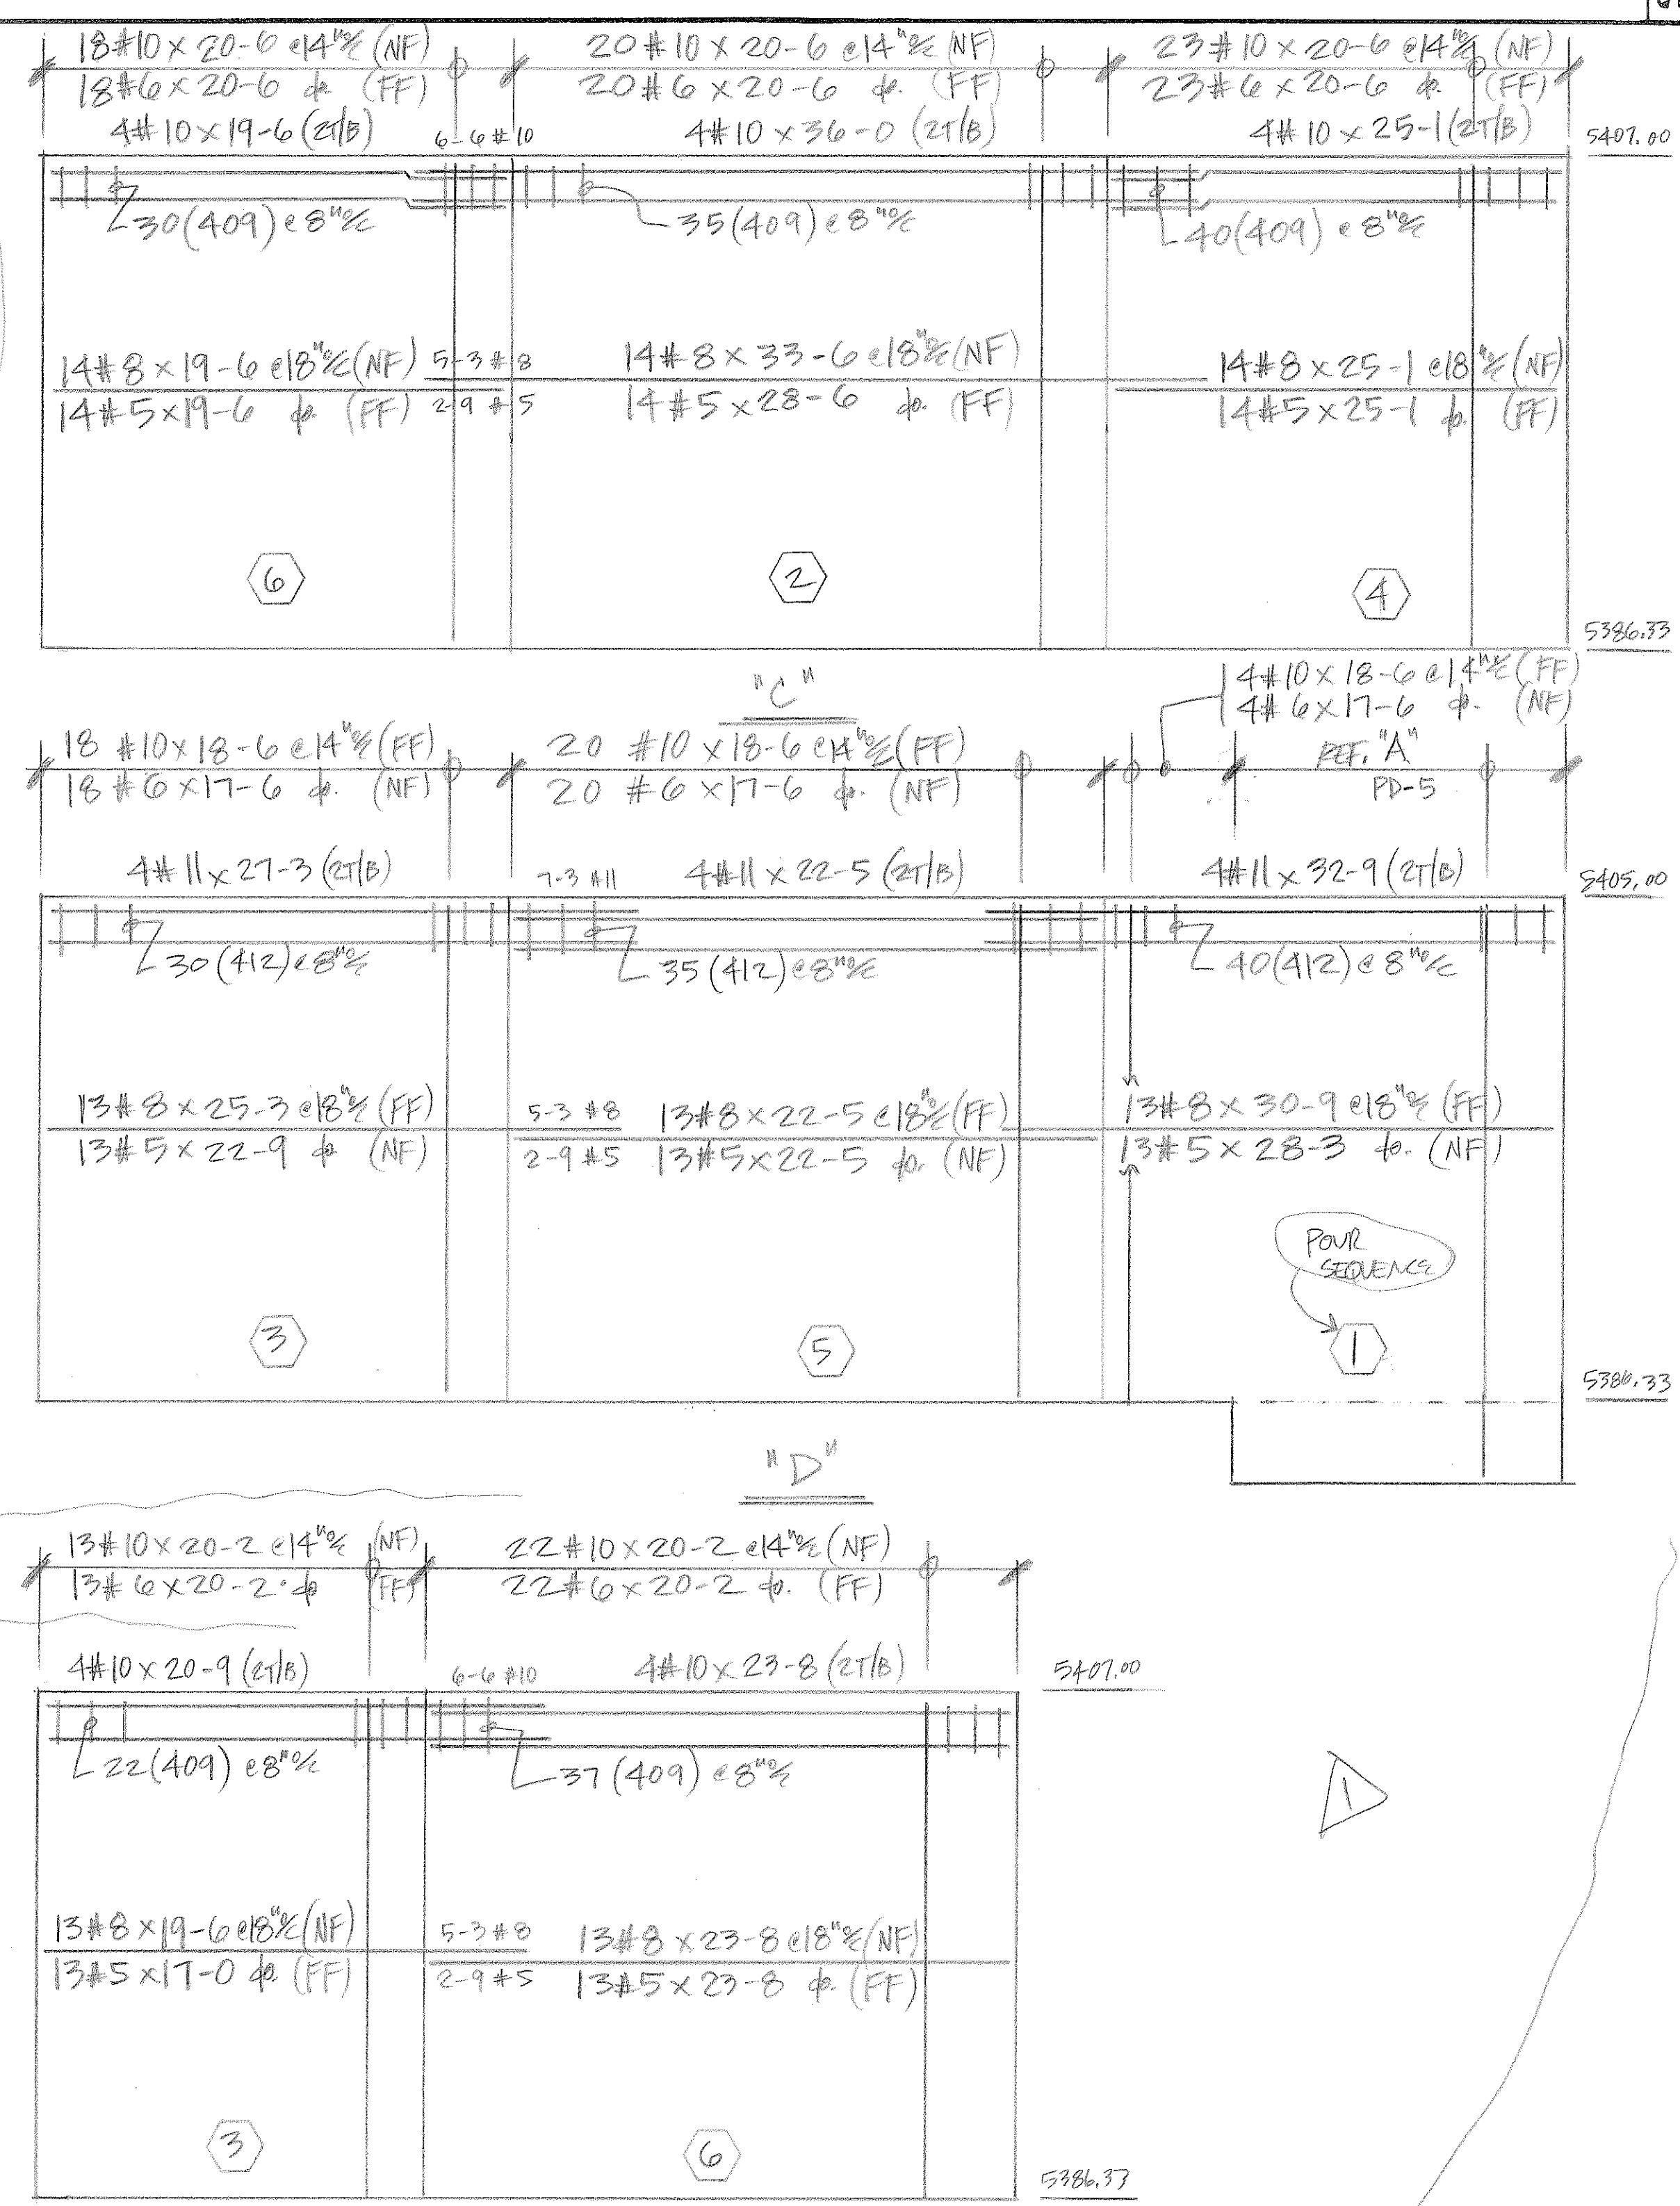 18#10 x 20-6 @14"o/c (NF)
18#6 x 20-6 do. (FF)
4#10 x 19-6 (2T/B)
6-6 #10
20#10 x 20-6 @14"o/c (NF)
20#6 x 20-6 do. (FF)
4#10 x 36-0 (2T/B)
23#10 x 20-6 @14"o/c (NF)
23#6 x 20-6 do. (FF)
4#10 x 25-1 (2T/B)
5407.00
30(409) @ 8"o/c
35(409) @ 8"o/c
40(409) @ 8"o/c
14#8 x 19-6 @18"o/c (NF)
14#5 x 19-6 do. (FF)
5-3 #8
2-9 #5
14#8 x 33-6 @18"o/c (NF)
14#5 x 28-6 do. (FF)
14#8 x 25-1 @18"o/c (NF)
14#5 x 25-1 do. (FF)
6
2
4
5386.33
"C"
4#10 x 18-6 @14"o/c (FF)
4#6 x 17-6 do. (NF)
18 #10 x 18-6 @14"o/c (FF)
18 #6 x 17-6 do. (NF)
20 #10 x 18-6 @14"o/c (FF)
20 #6 x 17-6 do. (NF)
REF. "A"
PD-5
4#11 x 27-3 (2T/B)
7-3 #11
4#11 x 22-5 (2T/B)
4#11 x 32-9 (2T/B)
5405.00
30(412) @ 8"o/c
35(412) @ 8"o/c
40(412) @ 8"o/c
13#8 x 25-3 @18"o/c (FF)
13#5 x 22-9 do (NF)
5-3 #8
2-9 #5
13#8 x 22-5 @18"o/c (FF)
13#5 x 22-5 do. (NF)
13#8 x 30-9 @18"o/c (FF)
13#5 x 28-3 do. (NF)
POUR
SEQUENCE
3
5
1
5386.33
"D"
13#10 x 20-2 @14"o/c (NF)
13#6 x 20-2 do (FF)
22#10 x 20-2 @14"o/c (NF)
22#6 x 20-2 do. (FF)
4#10 x 20-9 (2T/B)
6-6 #10
4#10 x 23-8 (2T/B)
5407.00
22(409) @ 8"o/c
37(409) @ 8"o/c
1
13#8 x 19-6 @18"o/c (NF)
13#5 x 17-0 do. (FF)
5-3 #8
2-9 #5
13#8 x 23-8 @18"o/c (NF)
13#5 x 23-8 do. (FF)
3
6
5386.33